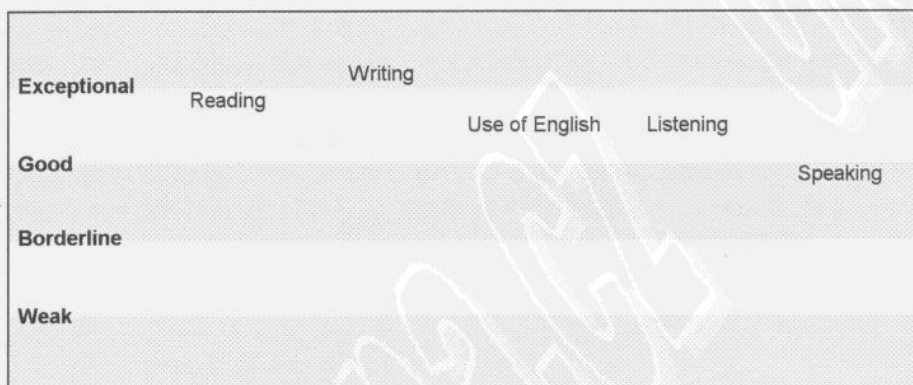 Writing
Exceptional
Reading
Use of English Listening
Good
Speaking
Borderline
Weak